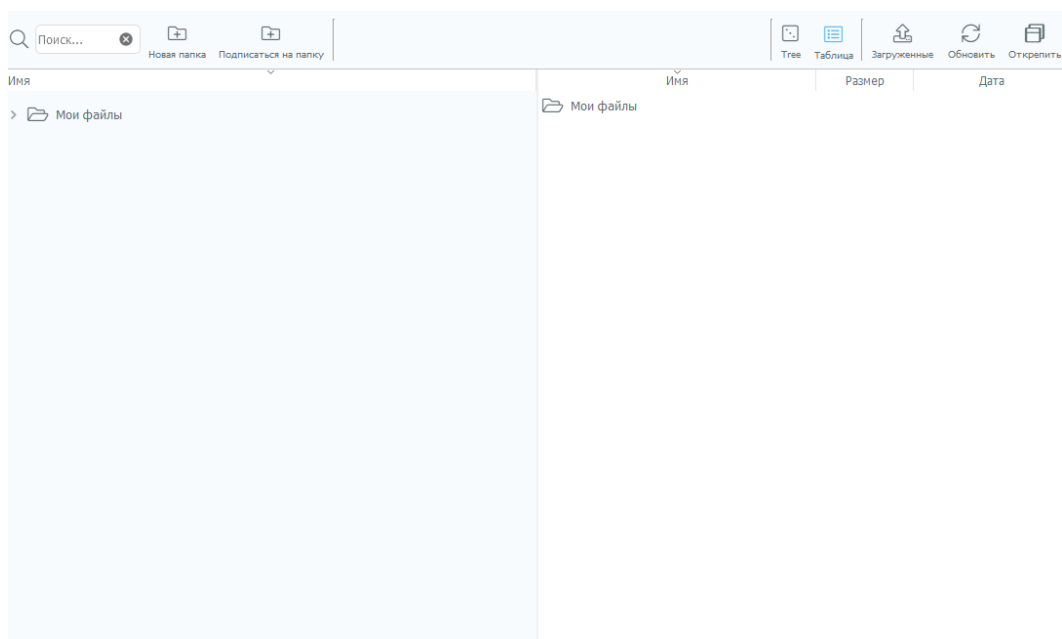 Поиск...
Новая папка
Подписаться на папку
Tree
Таблица
Загруженные
Обновить
Открепить
Имя
Имя
Размер
Дата
Мои файлы
Мои файлы